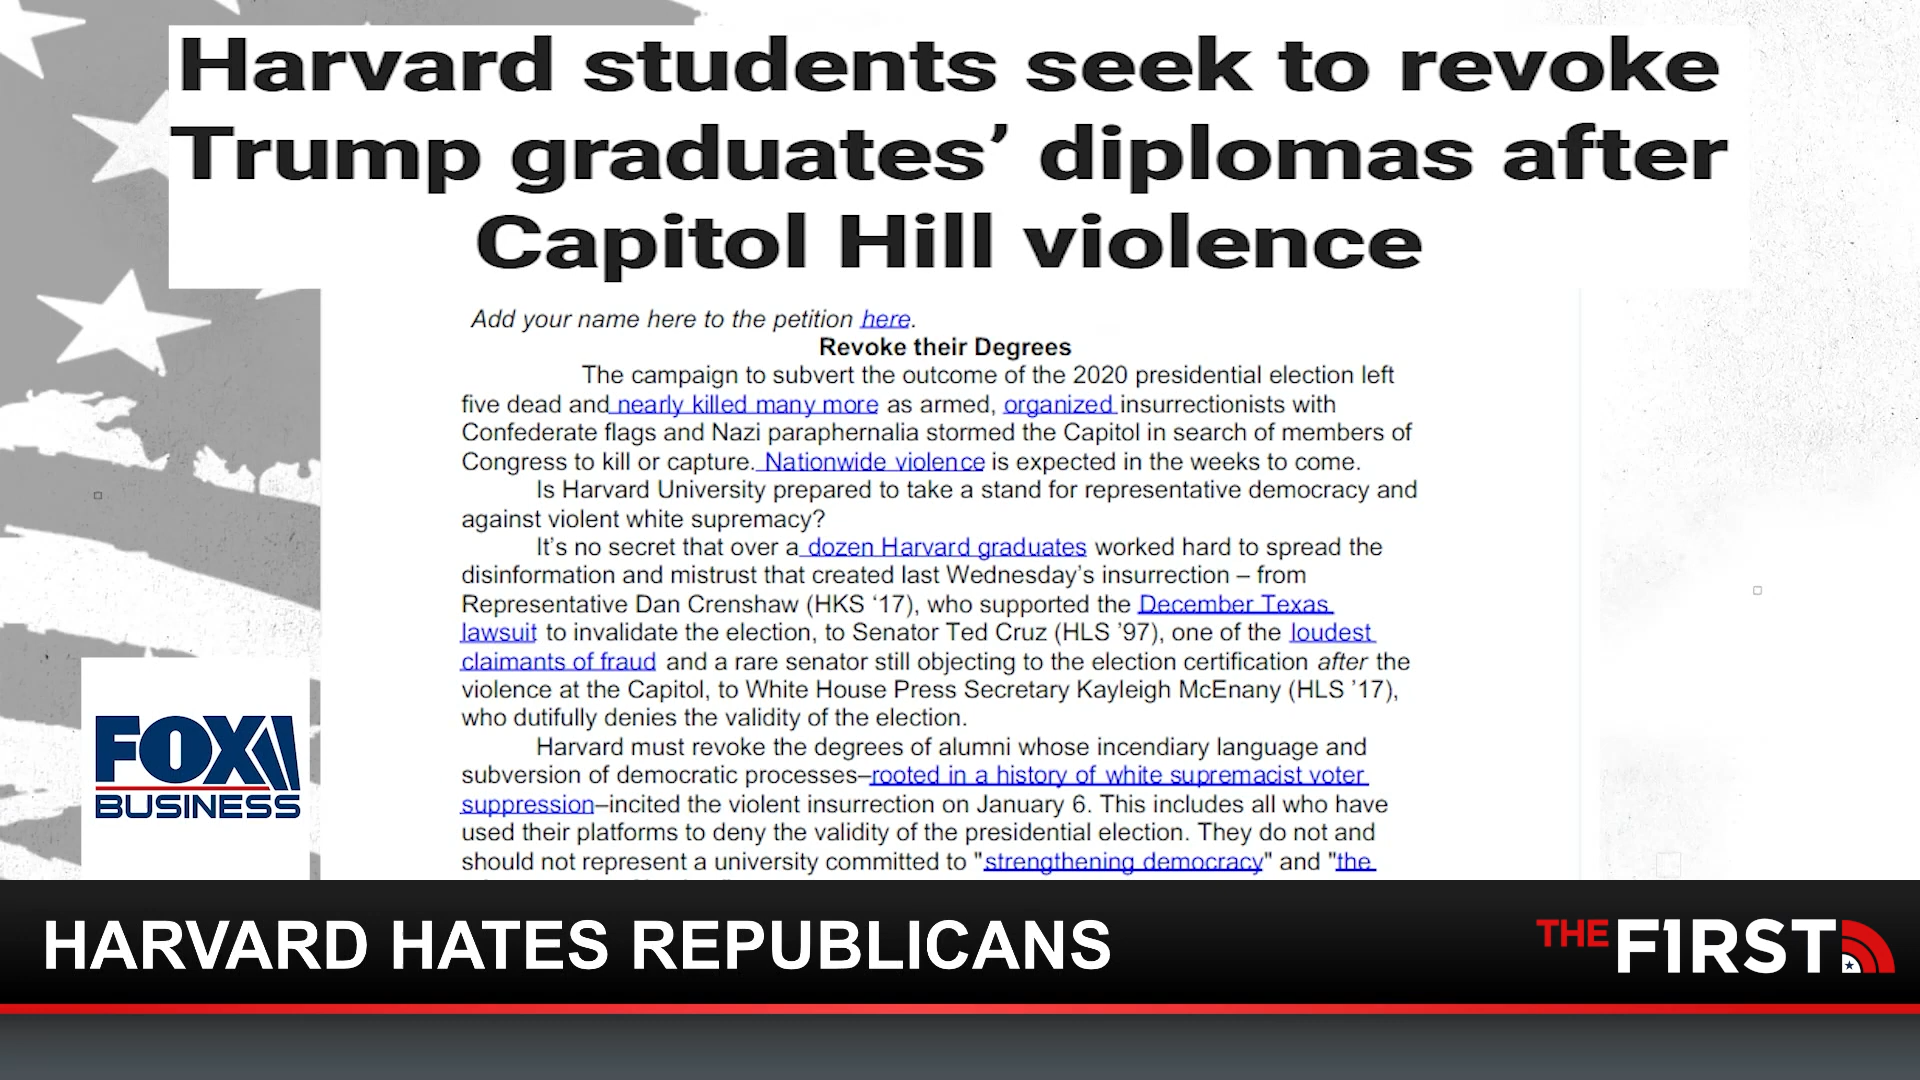 Harvard students seek to revoke
Trump graduates’ diplomas after
Capitol Hill violence
Add your name here to the petition here.
Revoke their Degrees
The campaign to subvert the outcome of the 2020 presidential election left
five dead and nearly killed many more as armed, organized insurrectionists with
Confederate flags and Nazi paraphernalia stormed the Capitol in search of members of
Congress to kill or capture. Nationwide violence is expected in the weeks to come.
Is Harvard University prepared to take a stand for representative democracy and
against violent white supremacy?
It’s no secret that over a dozen Harvard graduates worked hard to spread the
disinformation and mistrust that created last Wednesday’s insurrection – from
Representative Dan Crenshaw (HKS ‘17), who supported the December Texas
lawsuit to invalidate the election, to Senator Ted Cruz (HLS ’97), one of the loudest
claimants of fraud and a rare senator still objecting to the election certification after the
violence at the Capitol, to White House Press Secretary Kayleigh McEnany (HLS ’17),
who dutifully denies the validity of the election.
Harvard must revoke the degrees of alumni whose incendiary language and
subversion of democratic processes–rooted in a history of white supremacist voter
suppression–incited the violent insurrection on January 6. This includes all who have
used their platforms to deny the validity of the presidential election. They do not and
should not represent a university committed to "strengthening democracy" and "the
FOX
BUSINESS
HARVARD HATES REPUBLICANS
THE F1RST